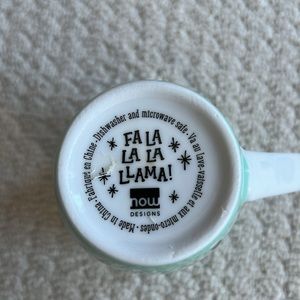 FA LA
LA LA
LLAMA!
now
DESIGNS
Dishwasher and microwave safe · Va au lave-vaisselle et aux micro-ondes · Made in China · Fabriqué en Chine ·